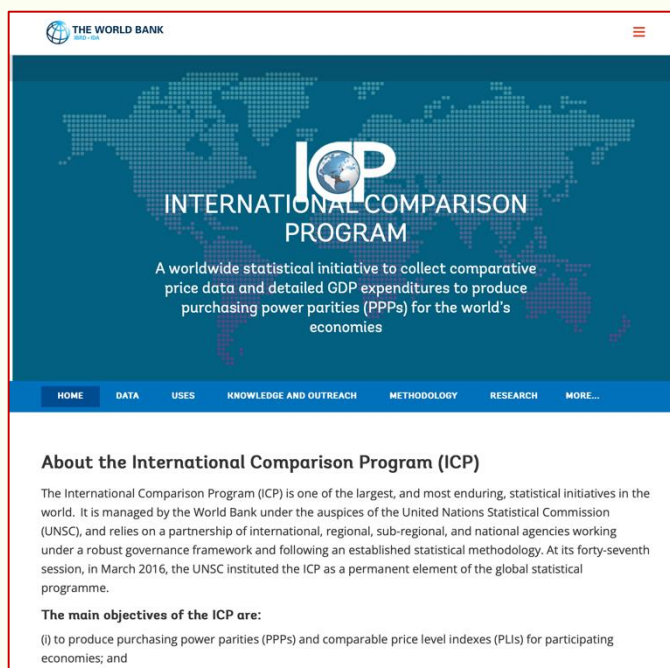 THE WORLD BANK
IBRD • IDA
ICP
INTERNATIONAL COMPARISON
PROGRAM
A worldwide statistical initiative to collect comparative
price data and detailed GDP expenditures to produce
purchasing power parities (PPPs) for the world's
economies
HOME DATA USES KNOWLEDGE AND OUTREACH METHODOLOGY RESEARCH MORE...
About the International Comparison Program (ICP)
The International Comparison Program (ICP) is one of the largest, and most enduring, statistical initiatives in the
world. It is managed by the World Bank under the auspices of the United Nations Statistical Commission
(UNSC), and relies on a partnership of international, regional, sub-regional, and national agencies working
under a robust governance framework and following an established statistical methodology. At its forty-seventh
session, in March 2016, the UNSC instituted the ICP as a permanent element of the global statistical
programme.
The main objectives of the ICP are:
(i) to produce purchasing power parities (PPPs) and comparable price level indexes (PLIs) for participating
economies; and